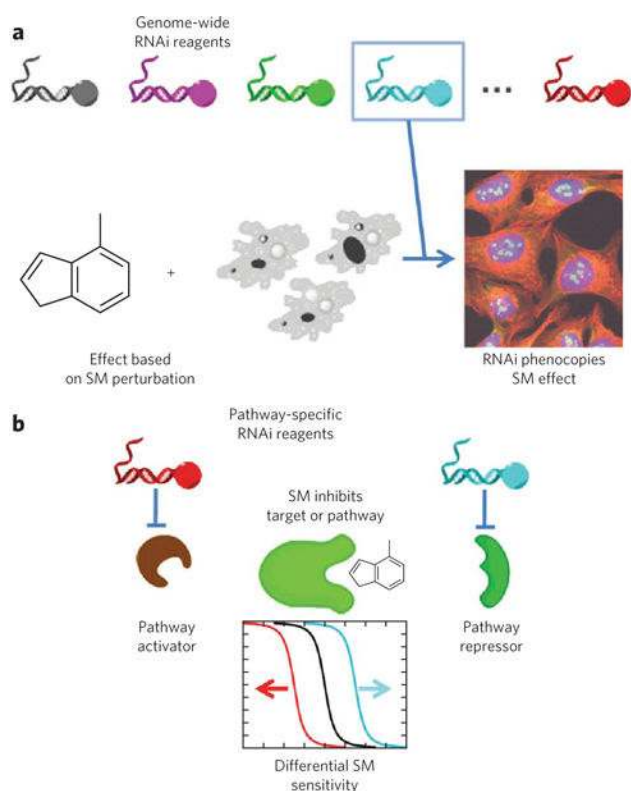 a
Genome-wide
RNAi reagents
...
+
Effect based
on SM perturbation
RNAi phenocopies
SM effect
b
Pathway-specific
RNAi reagents
SM inhibits
target or pathway
Pathway
activator
Pathway
repressor
Differential SM
sensitivity